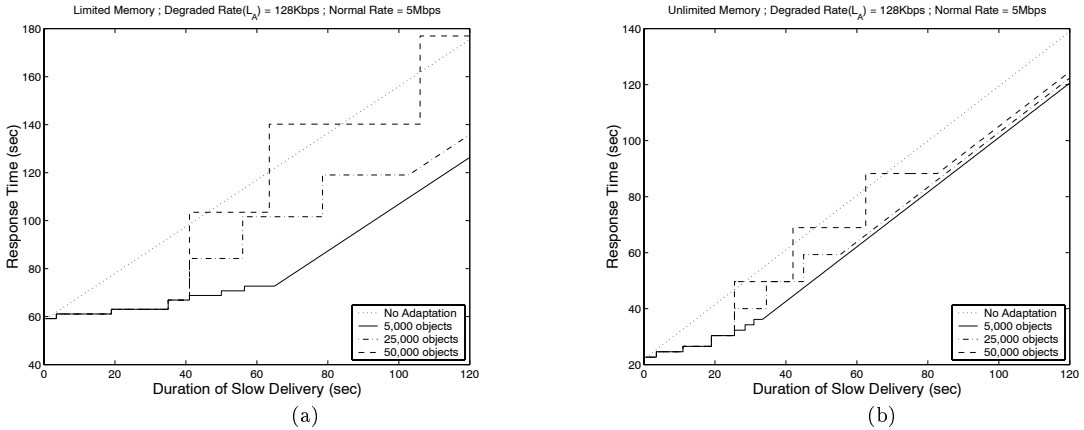 Limited Memory ; Degraded Rate(L_A) = 128Kbps ; Normal Rate = 5Mbps
180
160
140
120
100
80
60
40
Response Time (sec)
No Adaptation
5,000 objects
25,000 objects
50,000 objects
0 20 40 60 80 100 120
Duration of Slow Delivery (sec)
(a)
Unlimited Memory ; Degraded Rate(L_A) = 128Kbps ; Normal Rate = 5Mbps
140
120
100
80
60
40
20
Response Time (sec)
No Adaptation
5,000 objects
25,000 objects
50,000 objects
0 20 40 60 80 100 120
Duration of Slow Delivery (sec)
(b)